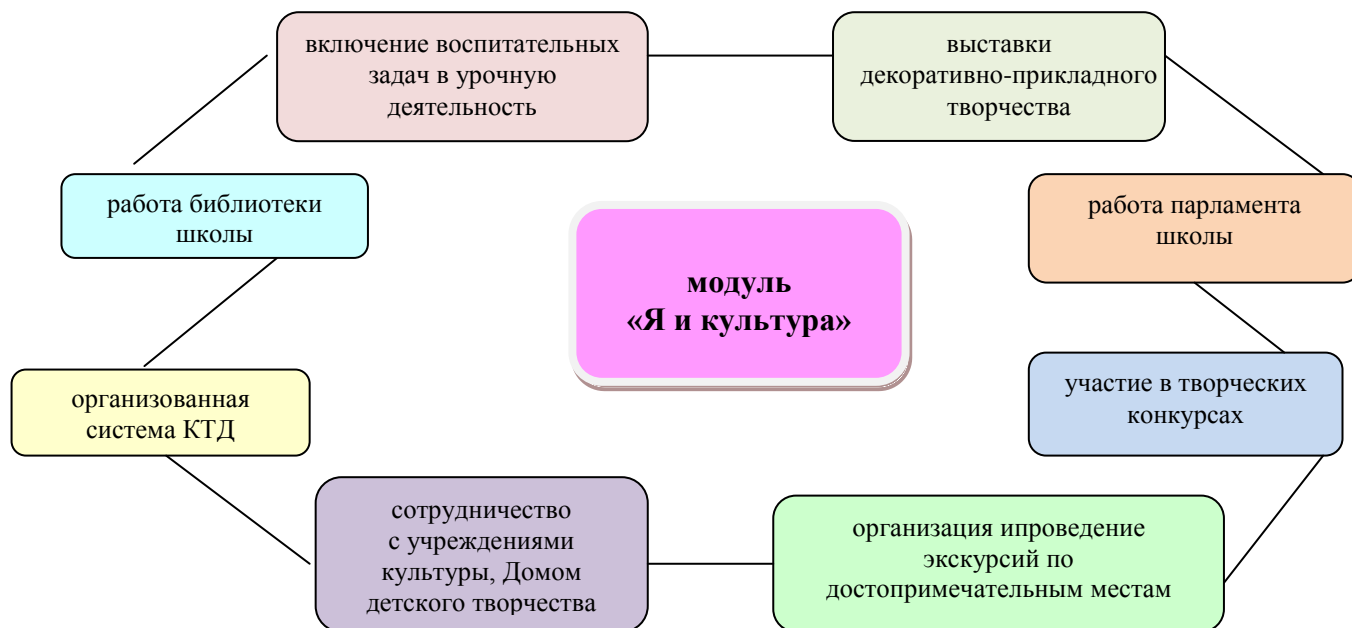 включение воспитательных
задач в урочную
деятельность
выставки
декоративно-прикладного
творчества
работа библиотеки
школы
модуль
«Я и культура»
работа парламента
школы
организованная
система КТД
участие в творческих
конкурсах
сотрудничество
с учреждениями
культуры, Домом
детского творчества
организация ипроведение
экскурсий по
достопримечательным местам